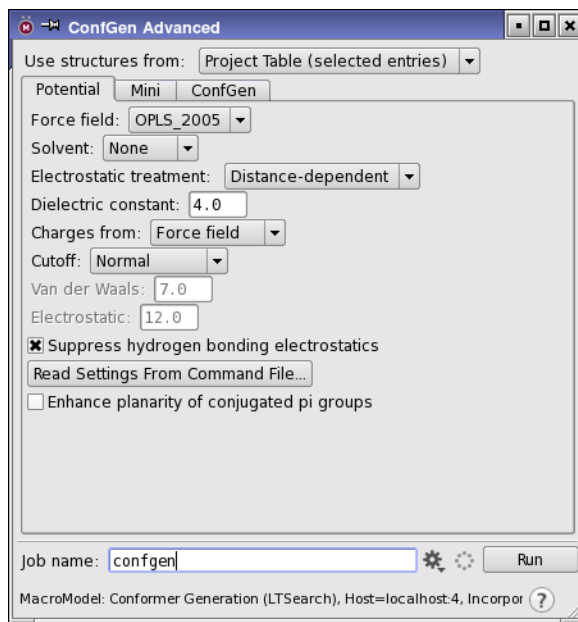 ConfGen Advanced
Use structures from: Project Table (selected entries)
Potential Mini ConfGen
Force field: OPLS_2005
Solvent: None
Electrostatic treatment: Distance-dependent
Dielectric constant: 4.0
Charges from: Force field
Cutoff: Normal
Van der Waals: 7.0
Electrostatic: 12.0
Suppress hydrogen bonding electrostatics
Read Settings From Command File...
Enhance planarity of conjugated pi groups
Job name: confgen Run
MacroModel: Conformer Generation (LTSearch), Host=localhost:4, Incorpor ?